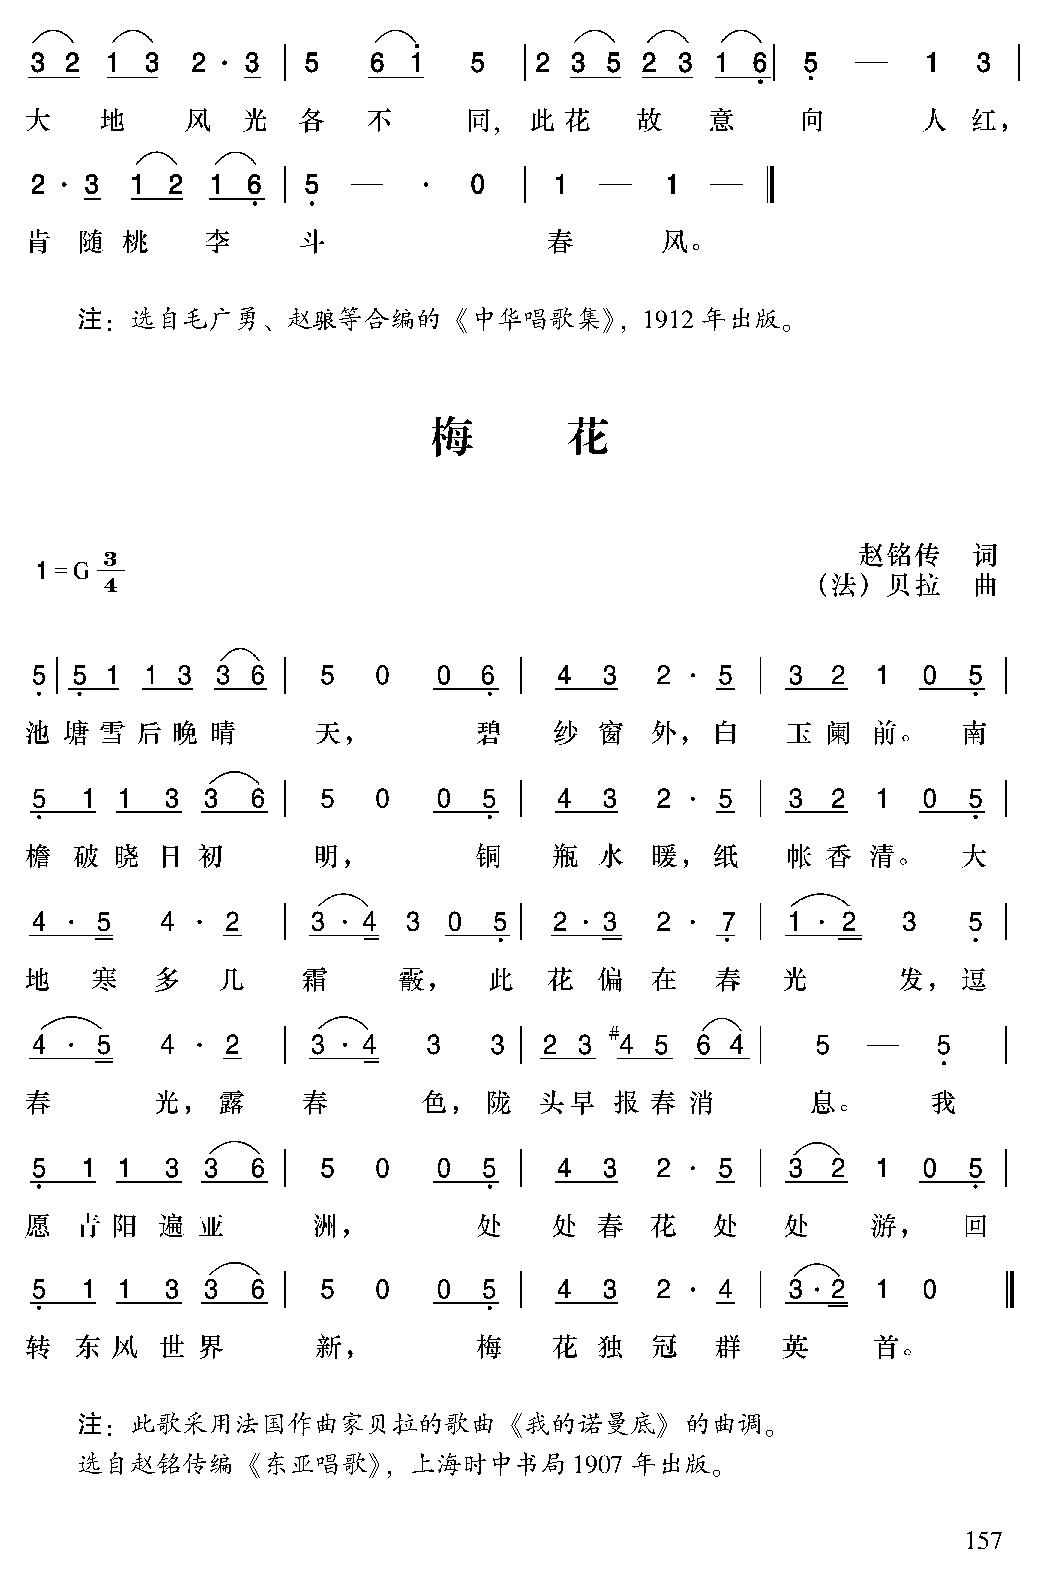 3 2 1 3 2 · 3 | 5 6 1 5 | 2 3 5 2 3 1 6 | 5 — 1 3 |
大 地 风 光 各 不 同, 此 花 故 意 向 人 红,
2 · 3 1 2 1 6 | 5 — · 0 | 1 — 1 — ‖
肯 随 桃 李 斗 春 风。
注: 选自毛广勇、赵騄等合编的《中华唱歌集》, 1912 年出版。
梅 花
1 = G 3/4
赵铭传 词
（法）贝拉 曲
5 | 5 1 1 3 3 6 | 5 0 0 6 | 4 3 2 · 5 | 3 2 1 0 5 |
池 塘 雪 后 晚 晴 天, 碧 纱 窗 外, 白 玉 阑 前。 南
5 1 1 3 3 6 | 5 0 0 5 | 4 3 2 · 5 | 3 2 1 0 5 |
檐 破 晓 日 初 明, 铜 瓶 水 暖, 纸 帐 香 清。 大
4 · 5 4 · 2 | 3 · 4 3 0 5 | 2 · 3 2 · 7 | 1 · 2 3 5 |
地 寒 多 几 霜 霰, 此 花 偏 在 春 光 发, 逗
4 · 5 4 · 2 | 3 · 4 3 3 | 2 3 #4 5 6 4 | 5 — 5 |
春 光, 露 春 色, 陇 头 早 报 春 消 息。 我
5 1 1 3 3 6 | 5 0 0 5 | 4 3 2 · 5 | 3 2 1 0 5 |
愿 青 阳 遍 亚 洲, 处 处 春 花 处 处 游, 回
5 1 1 3 3 6 | 5 0 0 5 | 4 3 2 · 4 | 3 · 2 1 0 ‖
转 东 风 世 界 新, 梅 花 独 冠 群 英 首。
注: 此歌采用法国作曲家贝拉的歌曲《我的诺曼底》的曲调。
选自赵铭传编《东亚唱歌》, 上海时中书局 1907 年出版。
157